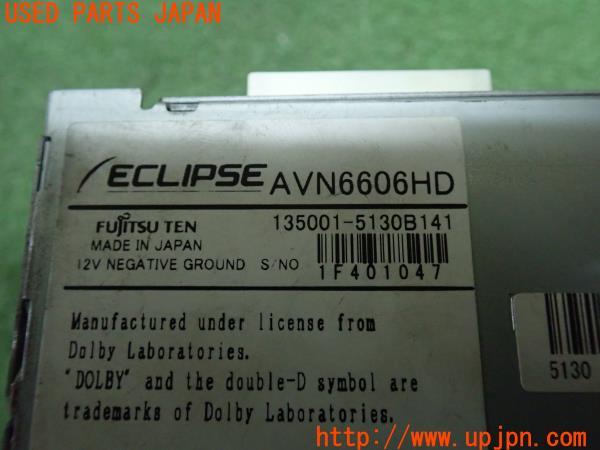 USED PARTS JAPAN
ECLIPSE AVN6606HD
FUJITSU TEN 135001-5130B141
MADE IN JAPAN
12V NEGATIVE GROUND S/NO 1F401047
Manufactured under license from
Dolby Laboratories.
"DOLBY" and the double-D symbol are
trademarks of Dolby Laboratories.
5130
http://www.upjpn.com/